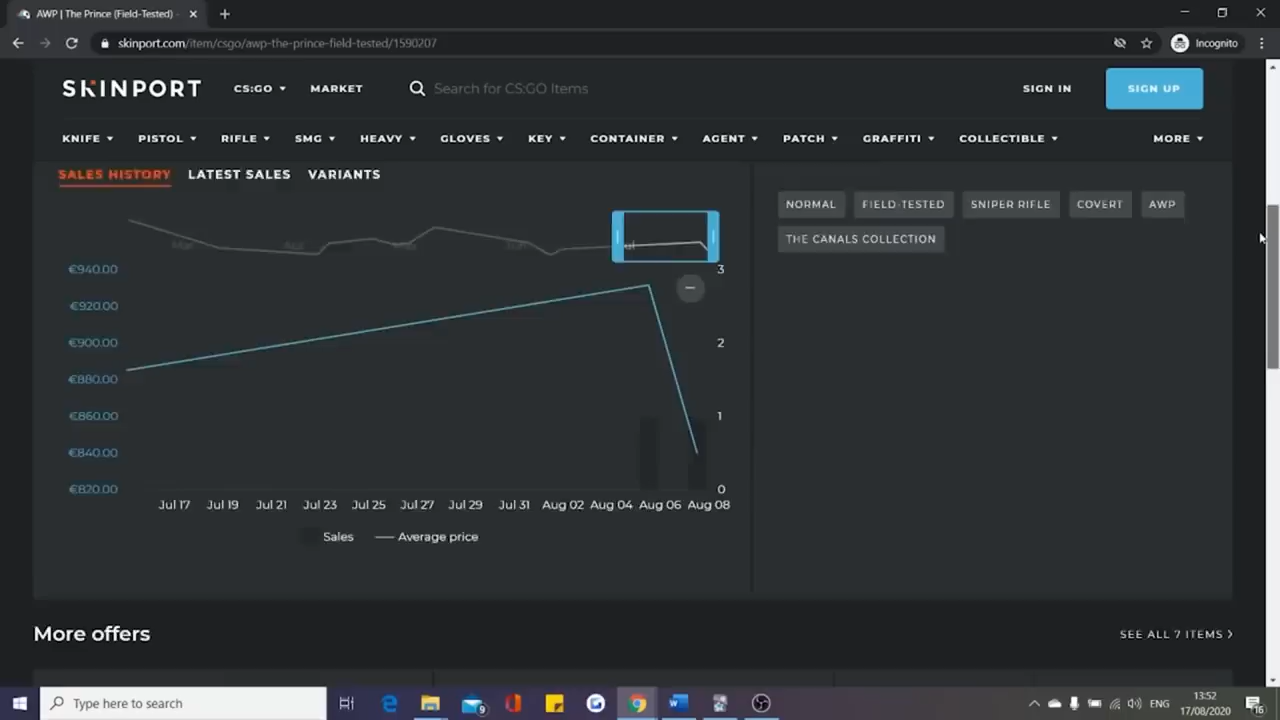 AWP | The Prince (Field-Tested) -
skinport.com/item/csgo/awp-the-prince-field-tested/1590207
Incognito
SKINPORT
CS:GO
MARKET
Search for CS:GO Items
SIGN IN
SIGN UP
KNIFE
PISTOL
RIFLE
SMG
HEAVY
GLOVES
KEY
CONTAINER
AGENT
PATCH
GRAFFITI
COLLECTIBLE
MORE
SALES HISTORY
LATEST SALES
VARIANTS
NORMAL
FIELD-TESTED
SNIPER RIFLE
COVERT
AWP
THE CANALS COLLECTION
Mar
Apr
€940.00
€920.00
€900.00
€880.00
€860.00
€840.00
€820.00
3
2
1
0
Jul 17
Jul 19
Jul 21
Jul 23
Jul 25
Jul 27
Jul 29
Jul 31
Aug 02
Aug 04
Aug 06
Aug 08
Sales
Average price
More offers
SEE ALL 7 ITEMS
Type here to search
9
ENG
13:52
17/08/2020
16